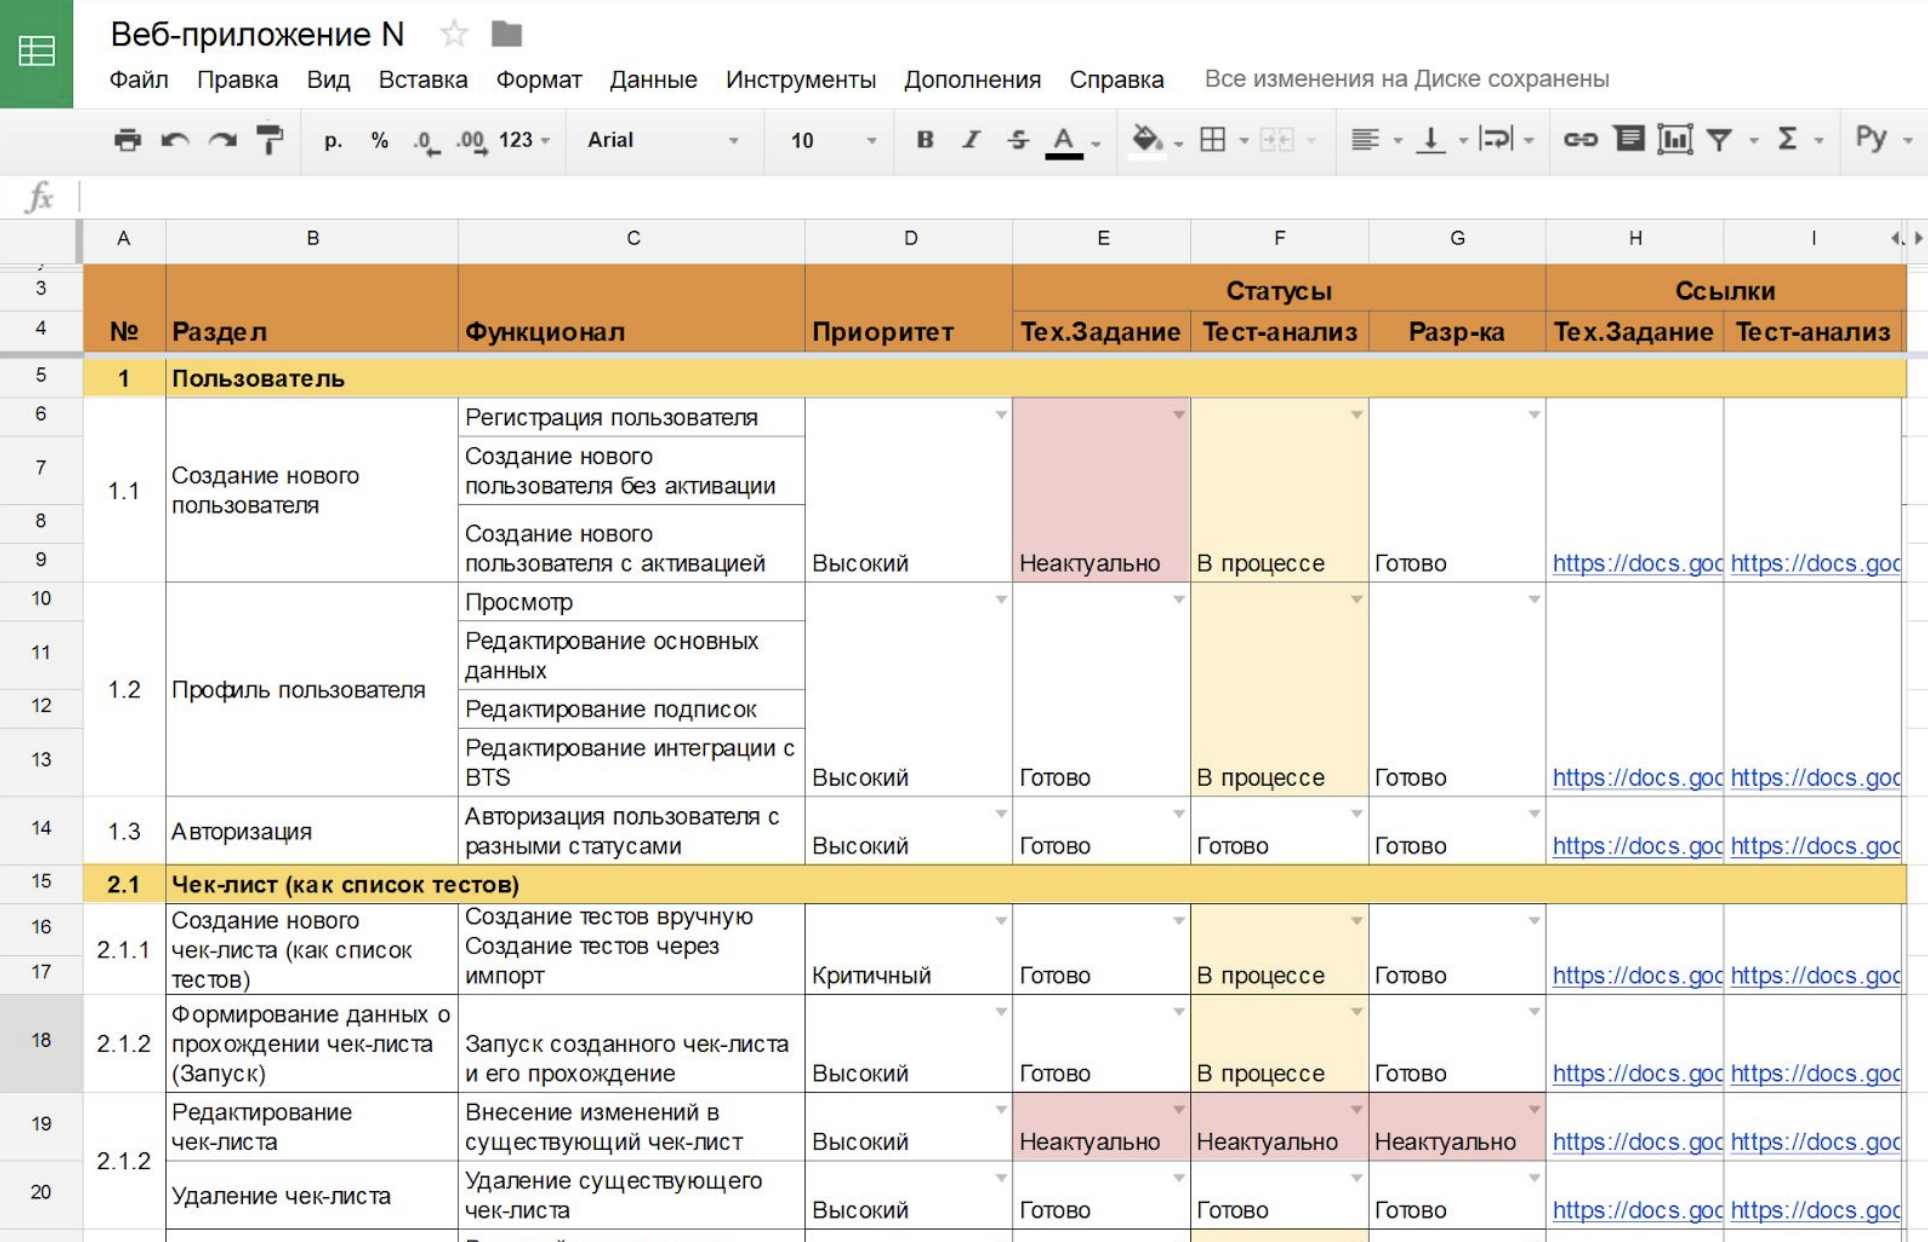 Веб-приложение N
Файл Правка Вид Вставка Формат Данные Инструменты Дополнения Справка Все изменения на Диске сохранены
р. % .0 .00 123 Arial 10 B I S A Σ Ру
fx
A B C D E F G H I
3 Статусы Ссылки
4 № Раздел Функционал Приоритет Тех.Задание Тест-анализ Разр-ка Тех.Задание Тест-анализ
5 1 Пользователь
6 Регистрация пользователя
7 Создание нового
пользователя без активации
1.1 Создание нового
пользователя
8 Создание нового
9 пользователя с активацией Высокий Неактуально В процессе Готово https://docs.goo https://docs.goo
10 Просмотр
11 Редактирование основных
данных
1.2 Профиль пользователя
12 Редактирование подписок
13 Редактирование интеграции с
BTS Высокий Готово В процессе Готово https://docs.goo https://docs.goo
14 1.3 Авторизация Авторизация пользователя с
разными статусами Высокий Готово Готово Готово https://docs.goo https://docs.goo
15 2.1 Чек-лист (как список тестов)
16 2.1.1 Создание нового
чек-листа (как список
тестов)
Создание тестов вручную
Создание тестов через
17 импорт Критичный Готово В процессе Готово https://docs.goo https://docs.goo
18 2.1.2 Формирование данных о
прохождении чек-листа
(Запуск)
Запуск созданного чек-листа
и его прохождение Высокий Готово В процессе Готово https://docs.goo https://docs.goo
19 Редактирование
чек-листа
Внесение изменений в
существующий чек-лист Высокий Неактуально Неактуально Неактуально https://docs.goo https://docs.goo
2.1.2
20 Удаление чек-листа Удаление существующего
чек-листа Высокий Готово Готово Готово https://docs.goo https://docs.goo